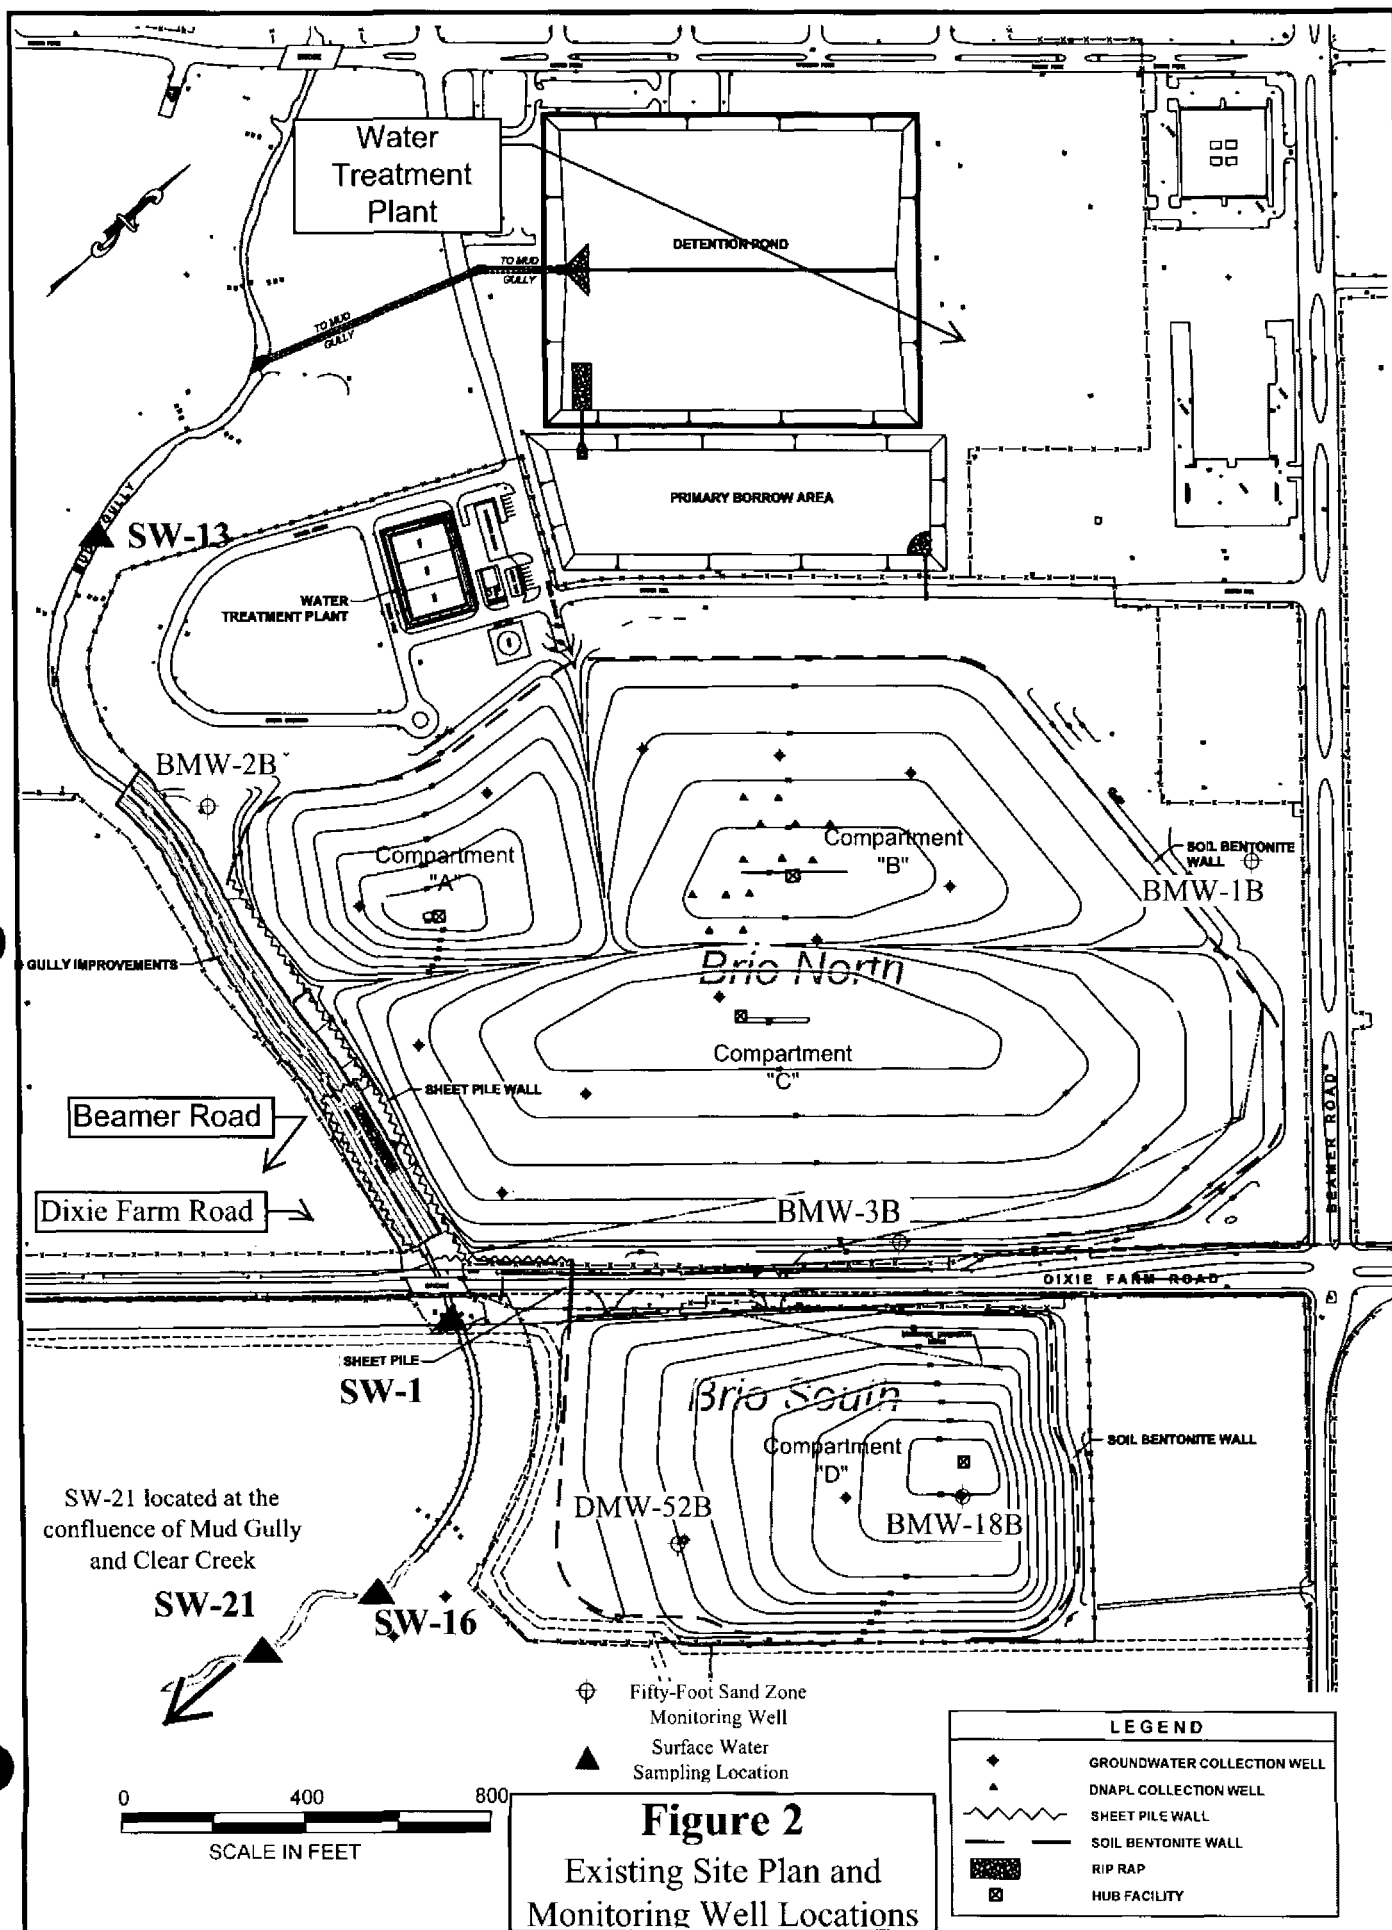 BRIDGE
Water
Treatment
Plant
DETENTION POND
TO MUD
GULLY
TO MUD
GULLY
MUD GULLY
SW-13
PRIMARY BORROW AREA
WATER
TREATMENT PLANT
BMW-2B
Compartment
"A"
Compartment
"B"
SOIL BENTONITE
WALL
BMW-1B
GULLY IMPROVEMENTS
Brio North
Compartment
"C"
SHEET PILE WALL
Beamer Road
BEAMER ROAD
Dixie Farm Road
BMW-3B
DIXIE FARM ROAD
BRIDGE
SHEET PILE
SW-1
Brio South
Compartment
"D"
SOIL BENTONITE WALL
DMW-52B
BMW-18B
SW-21 located at the
confluence of Mud Gully
and Clear Creek
SW-21
SW-16
Fifty-Foot Sand Zone
Monitoring Well
Surface Water
Sampling Location
0 400 800
SCALE IN FEET
Figure 2
Existing Site Plan and
Monitoring Well Locations
LEGEND
GROUNDWATER COLLECTION WELL
DNAPL COLLECTION WELL
SHEET PILE WALL
SOIL BENTONITE WALL
RIP RAP
HUB FACILITY